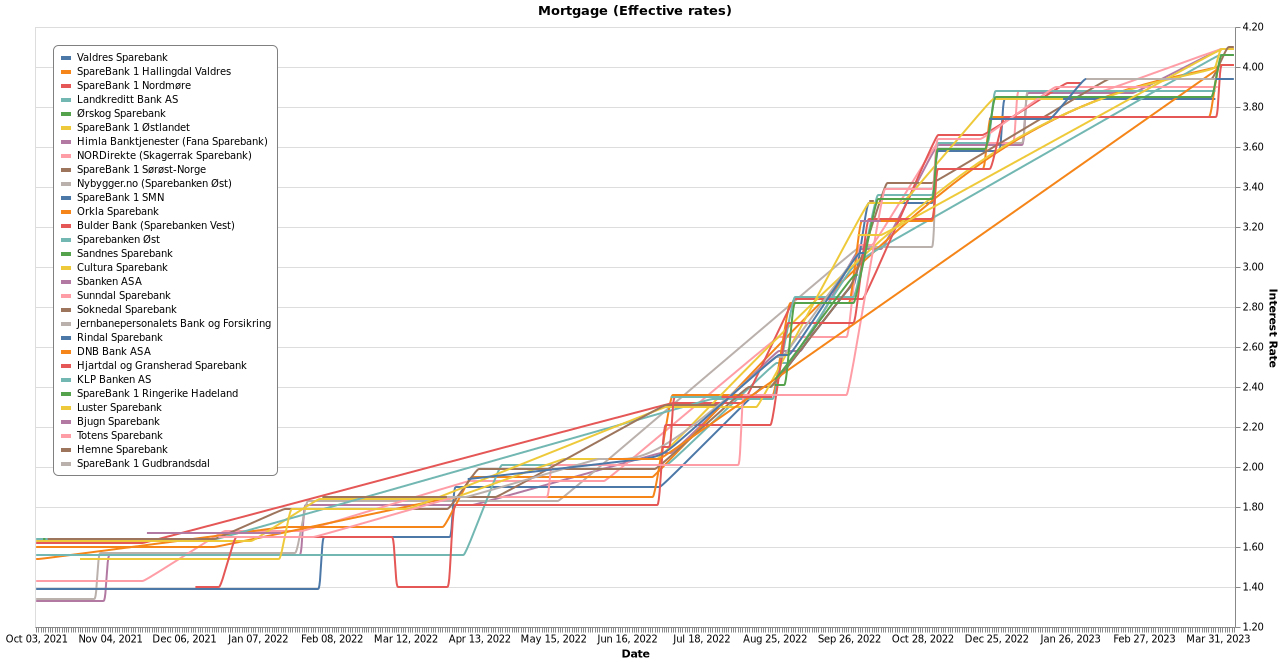 Mortgage (Effective rates)
Valdres Sparebank
SpareBank 1 Hallingdal Valdres
SpareBank 1 Nordmøre
Landkreditt Bank AS
Ørskog Sparebank
SpareBank 1 Østlandet
Himla Banktjenester (Fana Sparebank)
NORDirekte (Skagerrak Sparebank)
SpareBank 1 Sørøst-Norge
Nybygger.no (Sparebanken Øst)
SpareBank 1 SMN
Orkla Sparebank
Bulder Bank (Sparebanken Vest)
Sparebanken Øst
Sandnes Sparebank
Cultura Sparebank
Sbanken ASA
Sunndal Sparebank
Soknedal Sparebank
Jernbanepersonalets Bank og Forsikring
Rindal Sparebank
DNB Bank ASA
Hjartdal og Gransherad Sparebank
KLP Banken AS
SpareBank 1 Ringerike Hadeland
Luster Sparebank
Bjugn Sparebank
Totens Sparebank
Hemne Sparebank
SpareBank 1 Gudbrandsdal
4.20
4.00
3.80
3.60
3.40
3.20
3.00
2.80
2.60
2.40
2.20
2.00
1.80
1.60
1.40
1.20
Interest Rate
Oct 03, 2021 Nov 04, 2021 Dec 06, 2021 Jan 07, 2022 Feb 08, 2022 Mar 12, 2022 Apr 13, 2022 May 15, 2022 Jun 16, 2022 Jul 18, 2022 Aug 25, 2022 Sep 26, 2022 Oct 28, 2022 Dec 25, 2022 Jan 26, 2023 Feb 27, 2023 Mar 31, 2023
Date